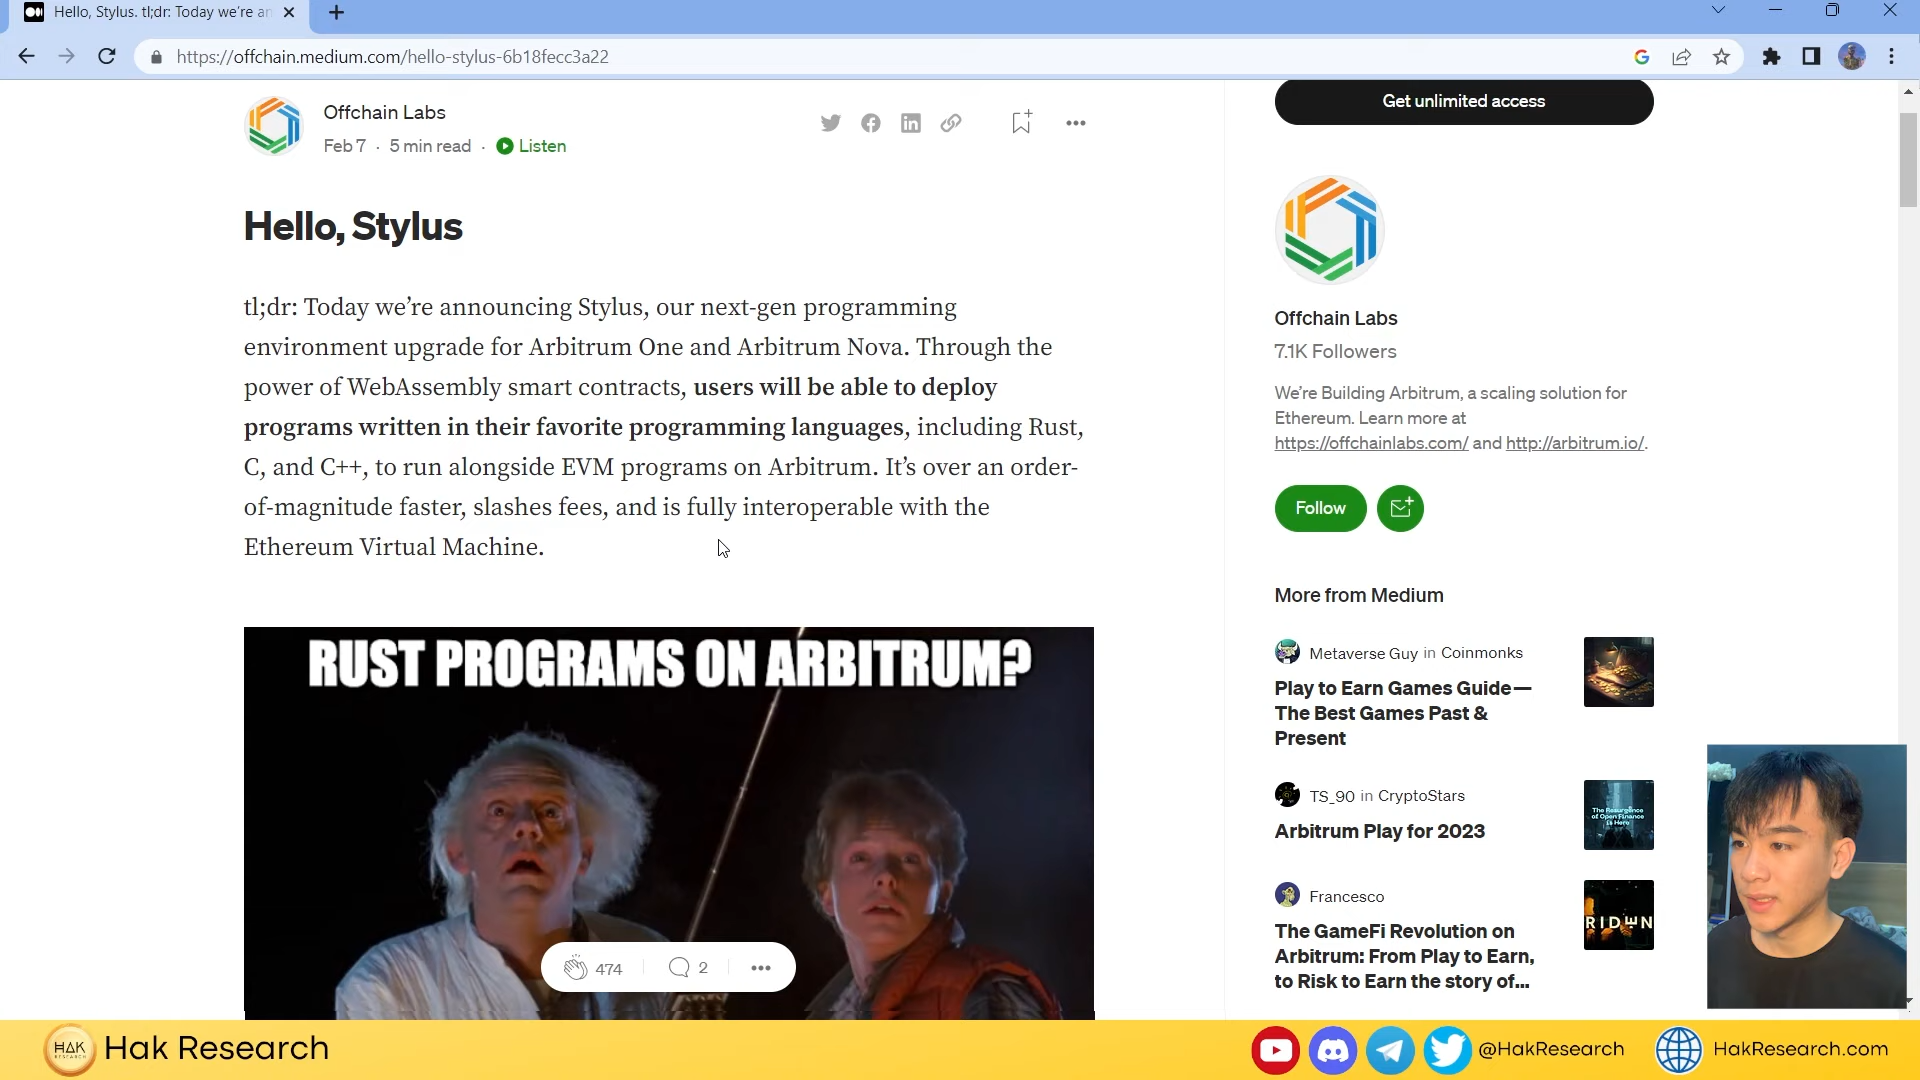 Hello, Stylus. tl;dr: Today we're an
https://offchain.medium.com/hello-stylus-6b18fecc3a22
Offchain Labs
Feb 7 · 5 min read · Listen
Hello, Stylus
tl;dr: Today we're announcing Stylus, our next-gen programming
environment upgrade for Arbitrum One and Arbitrum Nova. Through the
power of WebAssembly smart contracts, users will be able to deploy
programs written in their favorite programming languages, including Rust,
C, and C++, to run alongside EVM programs on Arbitrum. It's over an order-
of-magnitude faster, slashes fees, and is fully interoperable with the
Ethereum Virtual Machine.
RUST PROGRAMS ON ARBITRUM?
474
2
Get unlimited access
Offchain Labs
7.1K Followers
We're Building Arbitrum, a scaling solution for
Ethereum. Learn more at
https://offchainlabs.com/ and http://arbitrum.io/.
Follow
More from Medium
Metaverse Guy in Coinmonks
Play to Earn Games Guide—
The Best Games Past &
Present
TS_90 in CryptoStars
Arbitrum Play for 2023
The Resurgence
of Open Finance
is Here
Francesco
The GameFi Revolution on
Arbitrum: From Play to Earn,
to Risk to Earn the story of...
HAK
RESEARCH
Hak Research
@HakResearch
HakResearch.com